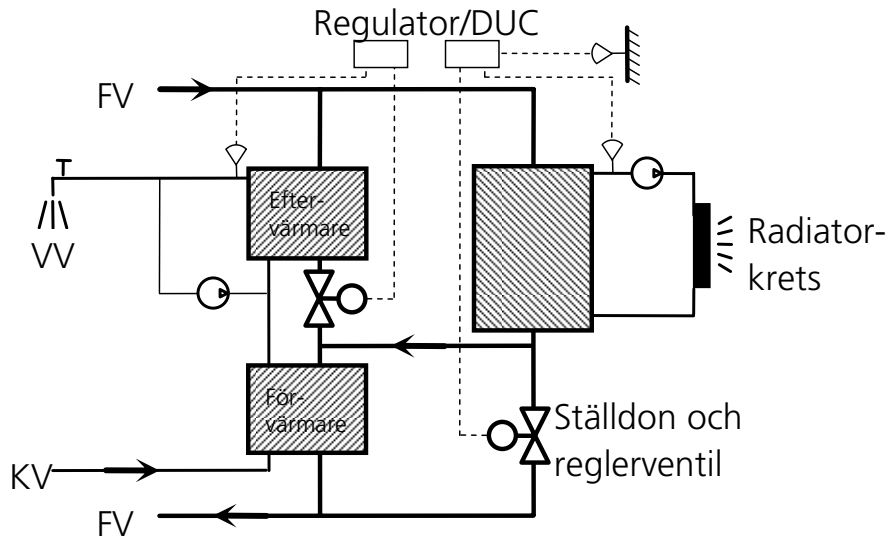 Regulator/DUC
FV
Efter-
värmare
VV
Radiator-
krets
För-
värmare
Ställdon och
reglerventil
KV
FV